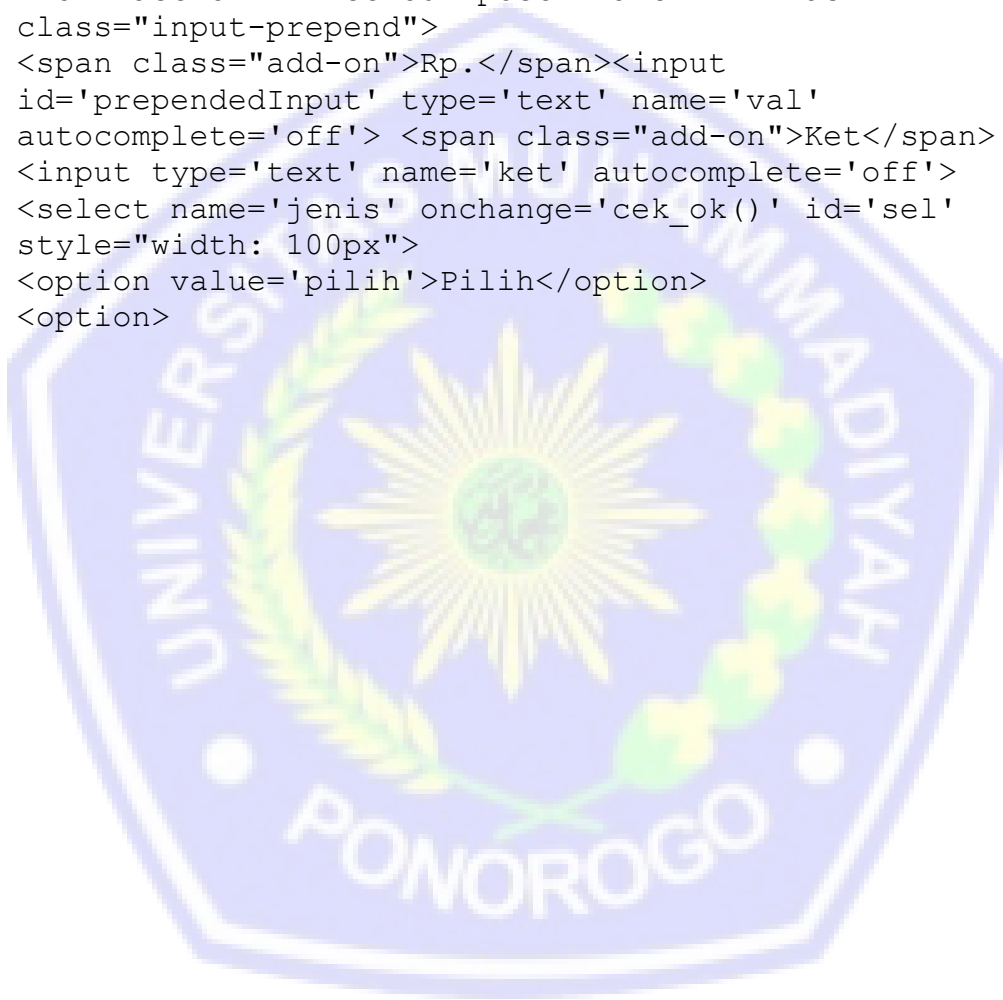 class="input-prepend">
<span class="add-on">Rp.</span><input
id='prependedInput' type='text' name='val'
autocomplete='off'> <span class="add-on">Ket</span>
<input type='text' name='ket' autocomplete='off'>
<select name='jenis' onchange='cek_ok()' id='sel'
style="width: 100px">
<option value='pilih'>Pilih</option>
<option>
UNIVERSITAS MUHAMMADIYAH
PONOROGO